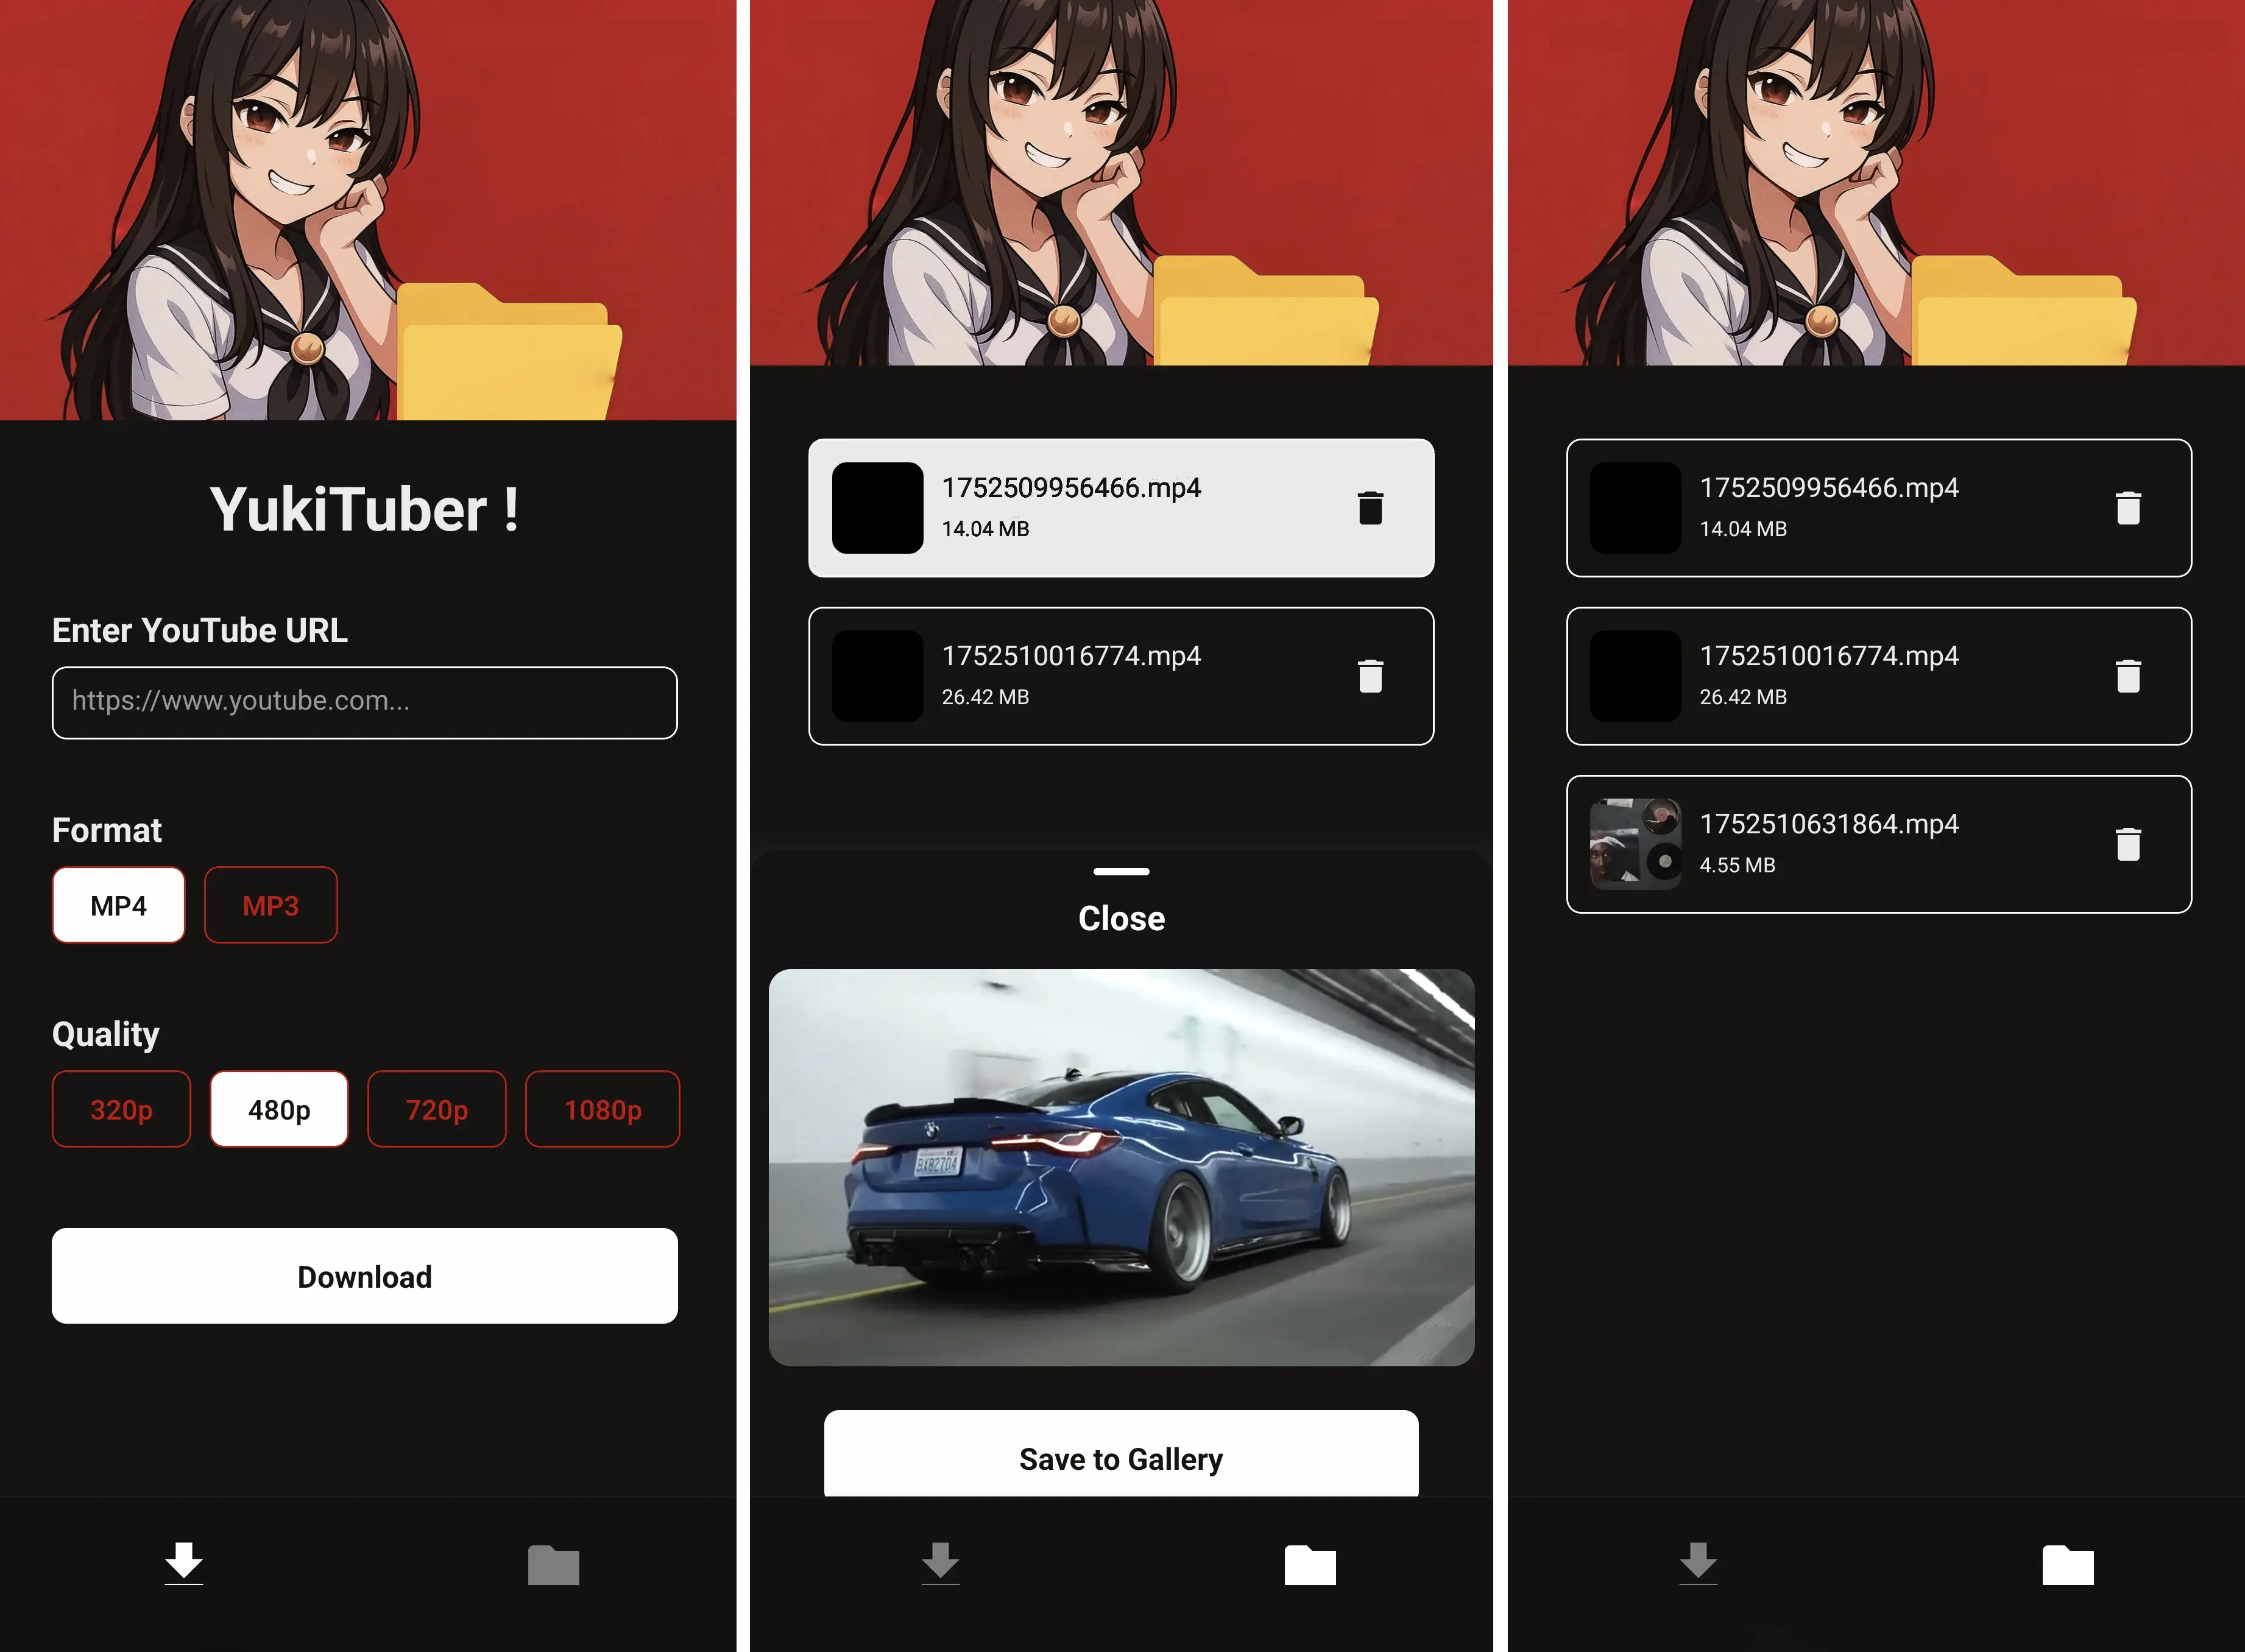 YukiTuber !
Enter YouTube URL
https://www.youtube.com...
Format
MP4 MP3
Quality
320p 480p 720p 1080p
Download
1752509956466.mp4
14.04 MB
1752510016774.mp4
26.42 MB
Close
BXB2704
Save to Gallery
1752509956466.mp4
14.04 MB
1752510016774.mp4
26.42 MB
1752510631864.mp4
4.55 MB